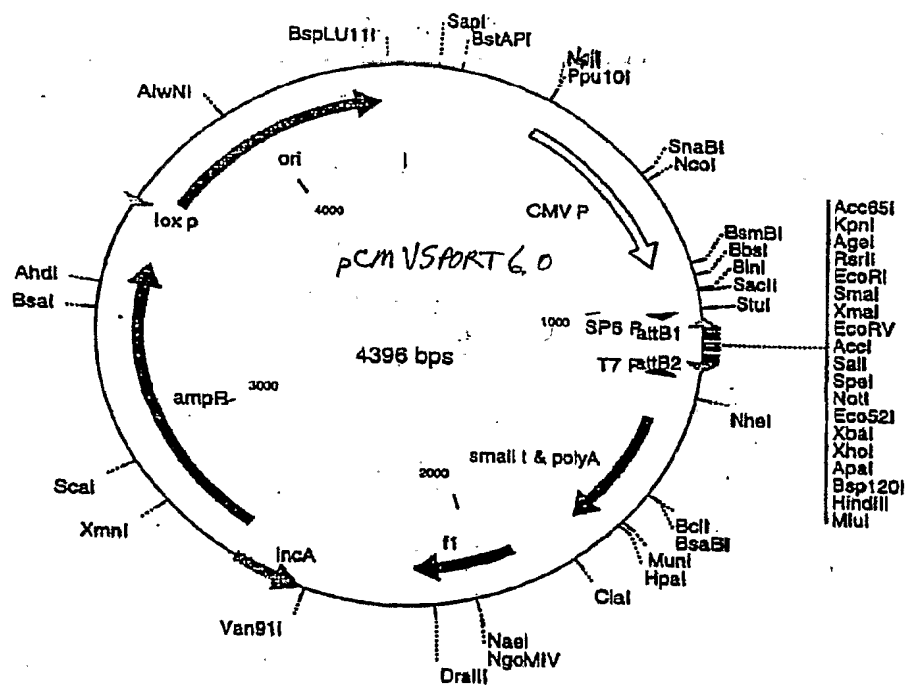 BspLU11I
SapI
BstAPI
Ppu10I
AlwNI
ori
4000
SnaBI
NcoI
lox p
CMV P
pCMVSPORT 6.0
BsmBI
BbsI
BlnI
SacII
StuI
AhdI
BsaI
4396 bps
1000
SP6 P
attB1
T7 P
attB2
ampR
3000
NheI
Acc65I
KpnI
AgeI
RsrII
EcoRI
SmaI
XmaI
EcoRV
AccI
SalI
SpeI
NotI
Eco52I
XbaI
XhoI
ApaI
Bsp120I
HindIII
MluI
small t & polyA
2000
ScaI
XmnI
f1
incA
BclI
BsaBI
MunI
HpaI
ClaI
Van91I
NaeI
NgoMIV
DraIII